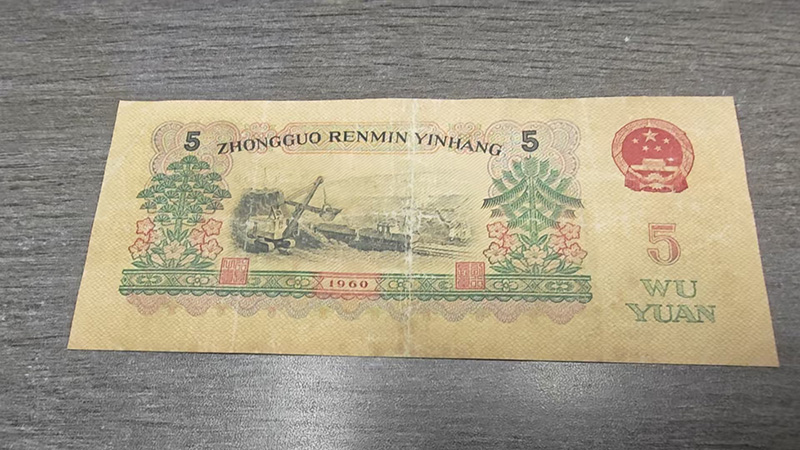 5 ZHONGGUO RENMIN YINHANG 5
5
WU
YUAN
1960